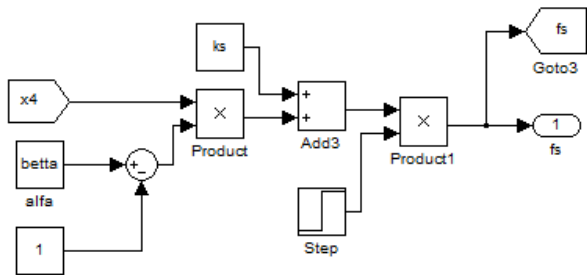 fs
Goto3
ks
x4
+
+
Add3
×
Product
×
Product1
1
fs
betta
alfa
+
−
Step
1